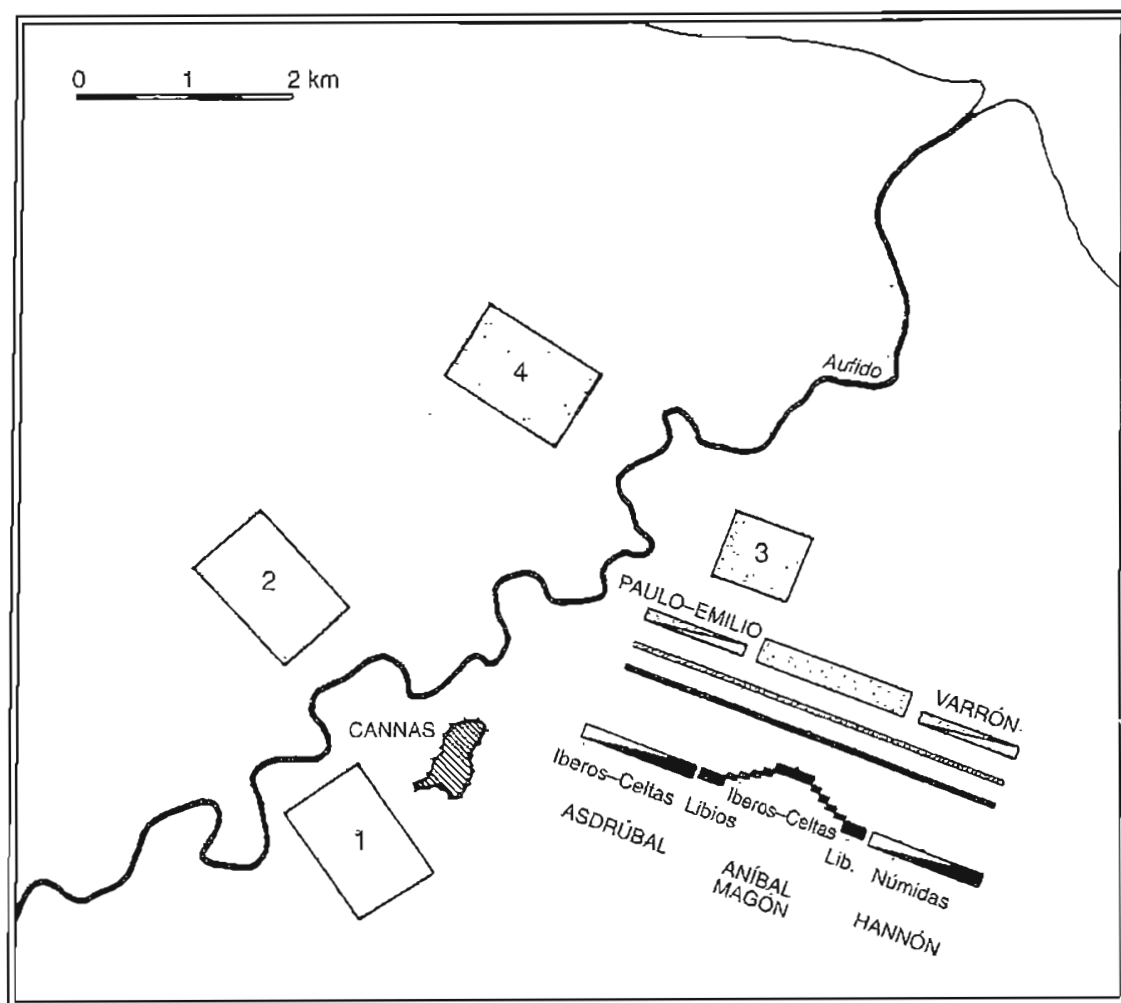 0 1 2 km
Aufido
4
3
2
PAULO-EMILIO
VARRÓN
CANNAS
1
Iberos-Celtas Libios Iberos-Celtas Lib. Númidas
ASDRÚBAL
ANÍBAL
MAGÓN
HANNÓN